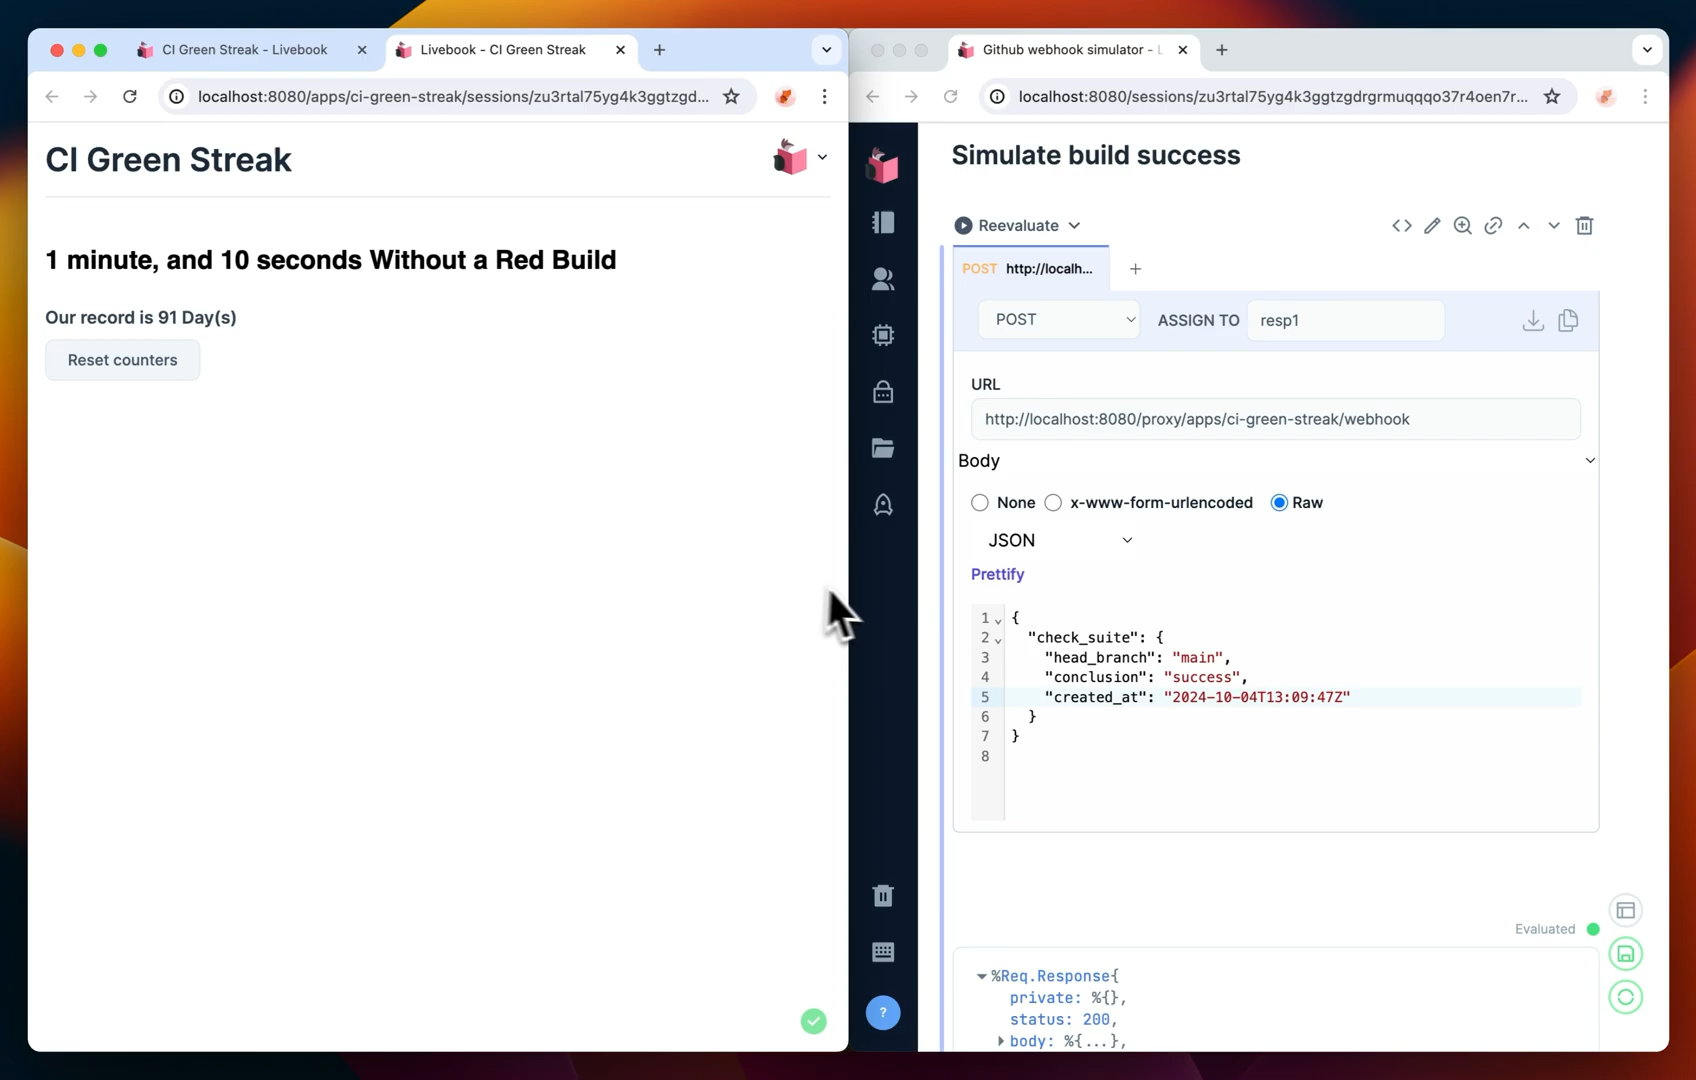 CI Green Streak - Livebook
Livebook - CI Green Streak
localhost:8080/apps/ci-green-streak/sessions/zu3rtal75yg4k3ggtzgd...
CI Green Streak
1 minute, and 10 seconds Without a Red Build
Our record is 91 Day(s)
Reset counters
Github webhook simulator - L
localhost:8080/sessions/zu3rtal75yg4k3ggtzgdrgrmuqqqo37r4oen7r...
Simulate build success
Reevaluate
POST http://localh...
POST ASSIGN TO resp1
URL
http://localhost:8080/proxy/apps/ci-green-streak/webhook
Body
None x-www-form-urlencoded Raw
JSON
Prettify
1 {
2 "check_suite": {
3 "head_branch": "main",
4 "conclusion": "success",
5 "created_at": "2024-10-04T13:09:47Z"
6 }
7 }
8
Evaluated
%Req.Response{
private: %{},
status: 200,
body: %{...},
?